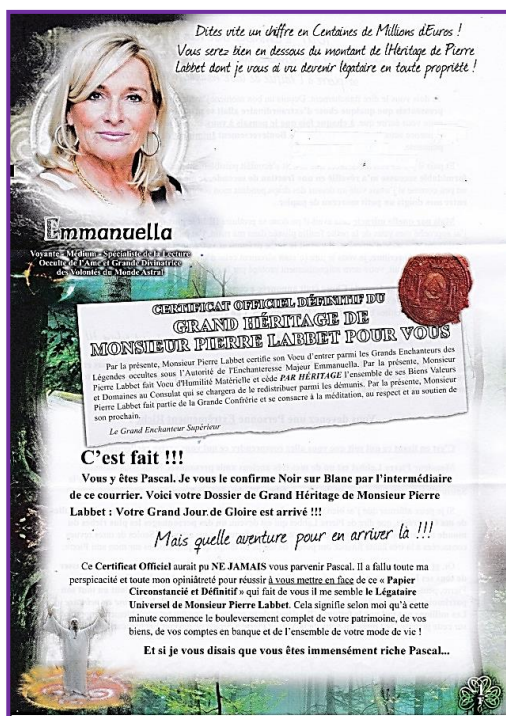 Dites vite un chiffre en Centaines de Millions d'Euros !
Vous serez bien en dessous du montant de l'Héritage de Pierre
Labbet dont je vous ai vu devenir légataire en toute propriété !
Emmanuella
Voyante - Médium - Spécialiste de la Lecture
Occulte de l'Ame et Grande Divinatrice
des Volontés du Monde Astral
CERTIFICAT OFFICIEL DÉFINITIF DU
GRAND HÉRITAGE DE
MONSIEUR PIERRE LABBET POUR VOUS
Par la présente, Monsieur Pierre Labbet certifie son Voeu d'entrer parmi les Grands Enchanteurs des
Légendes occultes sous l'Autorité de l'Enchanteresse Majeur Emmanuella. Par la présente, Monsieur
Pierre Labbet fait Voeu d'Humilité Matérielle et cède PAR HÉRITAGE l'ensemble de ses Biens Valeurs
et Domaines au Consulat qui se chargera de le redistribuer parmi les démunis. Par la présente, Monsieur
Pierre Labbet fait partie de la Grande Confrérie et se consacre à la méditation, au respect et au soutien de
son prochain.
Le Grand Enchanteur Supérieur
C'est fait !!!
Vous y êtes Pascal. Je vous le confirme Noir sur Blanc par l'intermédiaire
de ce courrier. Voici votre Dossier de Grand Héritage de Monsieur Pierre
Labbet : Votre Grand Jour de Gloire est arrivé !!!
Mais quelle aventure pour en arriver là !!!
Ce Certificat Officiel aurait pu NE JAMAIS vous parvenir Pascal. Il a fallu toute ma
perspicacité et toute mon opiniâtreté pour réussir à vous mettre en face de ce « Papier
Circonstancié et Définitif » qui fait de vous il me semble le Légataire
Universel de Monsieur Pierre Labbet. Cela signifie selon moi qu'à cette
minute commence le bouleversement complet de votre patrimoine, de vos
biens, de vos comptes en banque et de l'ensemble de votre mode de vie !
Et si je vous disais que vous êtes immensément riche Pascal...